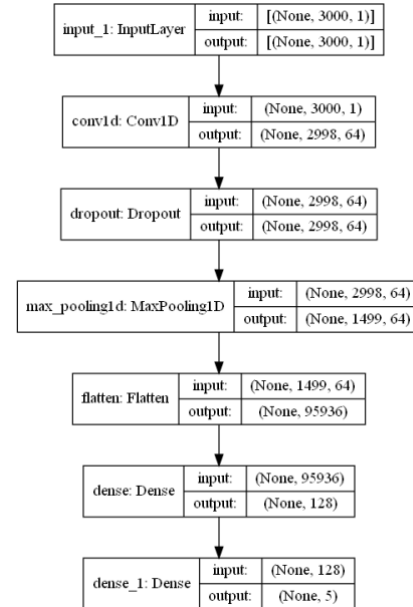 input_1: InputLayer input: [(None, 3000, 1)]
output: [(None, 3000, 1)]
conv1d: Conv1D input: (None, 3000, 1)
output: (None, 2998, 64)
dropout: Dropout input: (None, 2998, 64)
output: (None, 2998, 64)
max_pooling1d: MaxPooling1D input: (None, 2998, 64)
output: (None, 1499, 64)
flatten: Flatten input: (None, 1499, 64)
output: (None, 95936)
dense: Dense input: (None, 95936)
output: (None, 128)
dense_1: Dense input: (None, 128)
output: (None, 5)